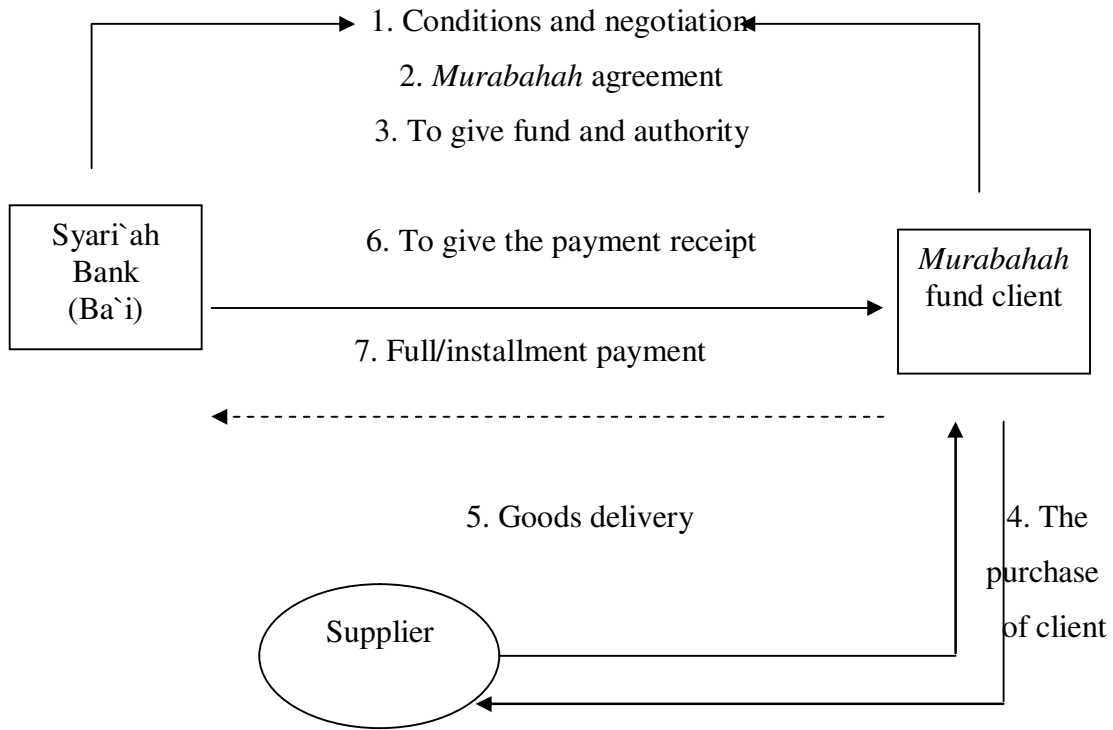 1. Conditions and negotiation
2. Murabahah agreement
3. To give fund and authority
Syari`ah
Bank
(Ba`i)
6. To give the payment receipt
Murabahah
fund client
7. Full/installment payment
5. Goods delivery
4. The
purchase
of client
Supplier